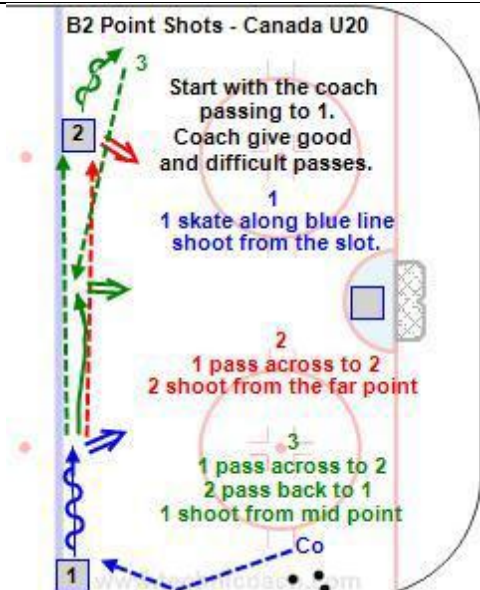 B2 Point Shots - Canada U20
3
Start with the coach
passing to 1.
2
Coach give good
and difficult passes.
1
1 skate along blue line
shoot from the slot.
2
1 pass across to 2
2 shoot from the far point
3
1 pass across to 2
2 pass back to 1
1 shoot from mid point
Co
1